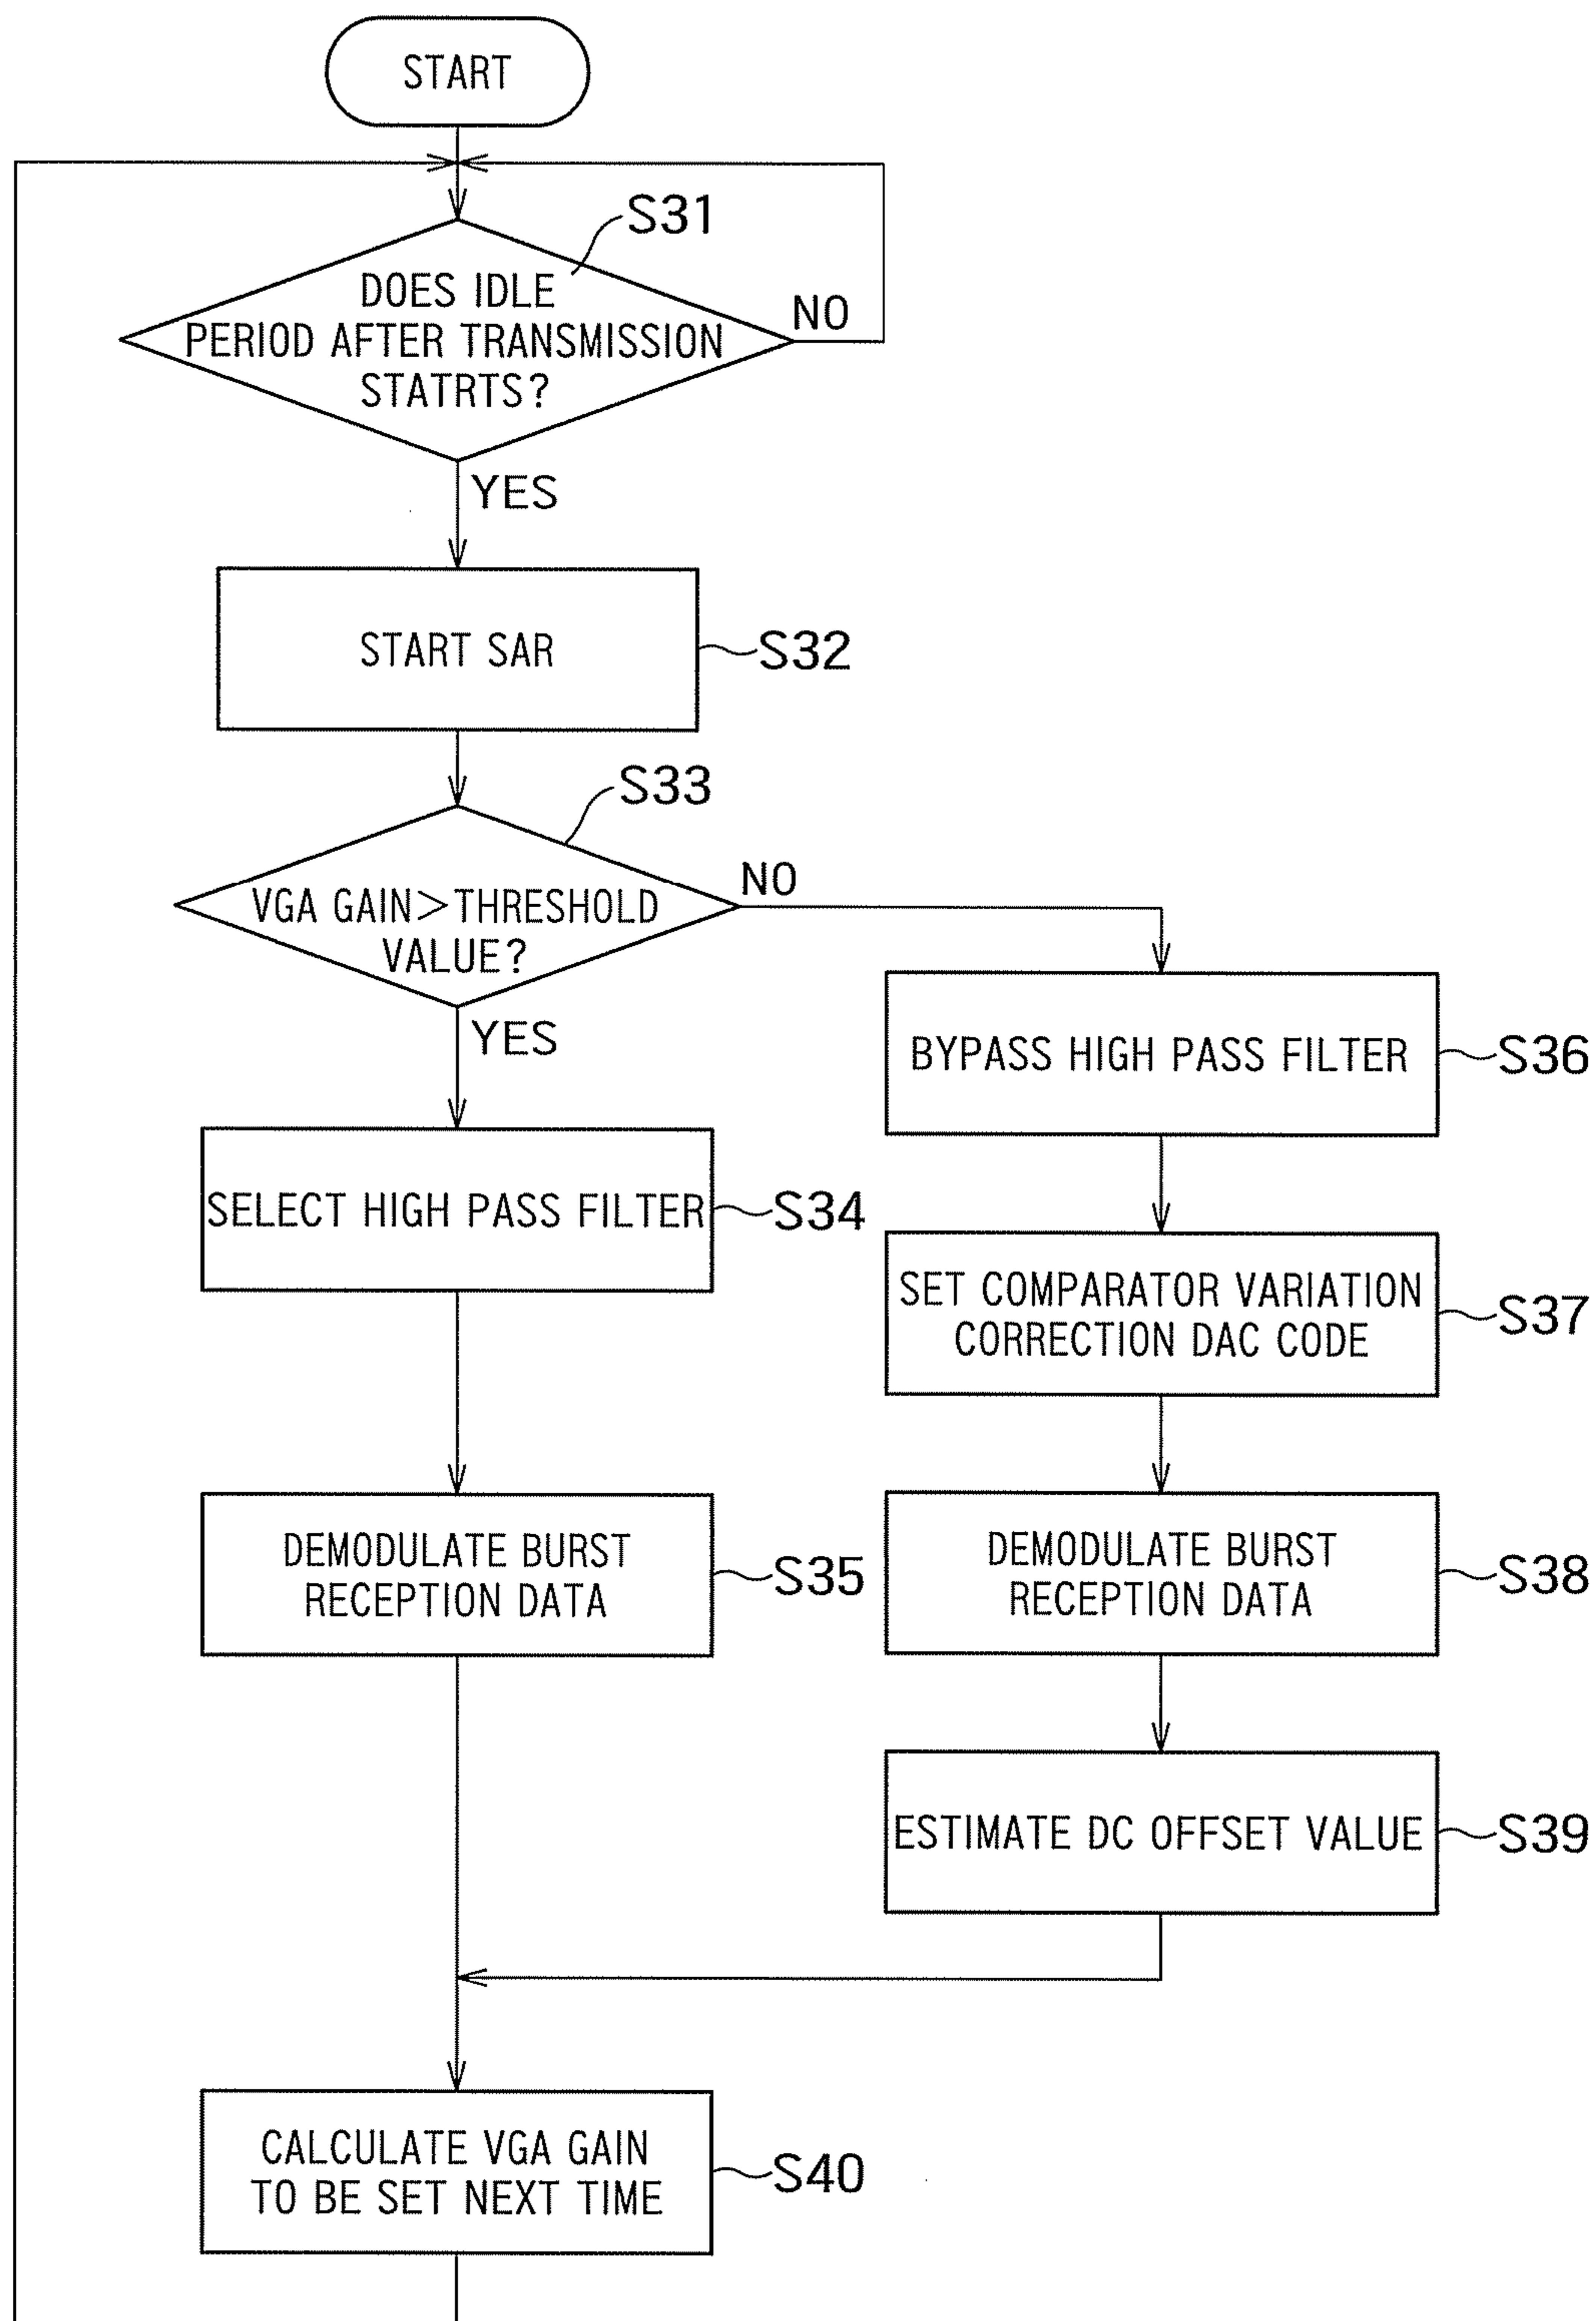 START
S31
DOES IDLE
PERIOD AFTER TRANSMISSION
STATRTS?
NO
YES
START SAR
S32
S33
VGA GAIN>THRESHOLD
VALUE?
NO
YES
BYPASS HIGH PASS FILTER
S36
SELECT HIGH PASS FILTER
S34
SET COMPARATOR VARIATION
CORRECTION DAC CODE
S37
DEMODULATE BURST
RECEPTION DATA
S35
DEMODULATE BURST
RECEPTION DATA
S38
ESTIMATE DC OFFSET VALUE
S39
CALCULATE VGA GAIN
TO BE SET NEXT TIME
S40